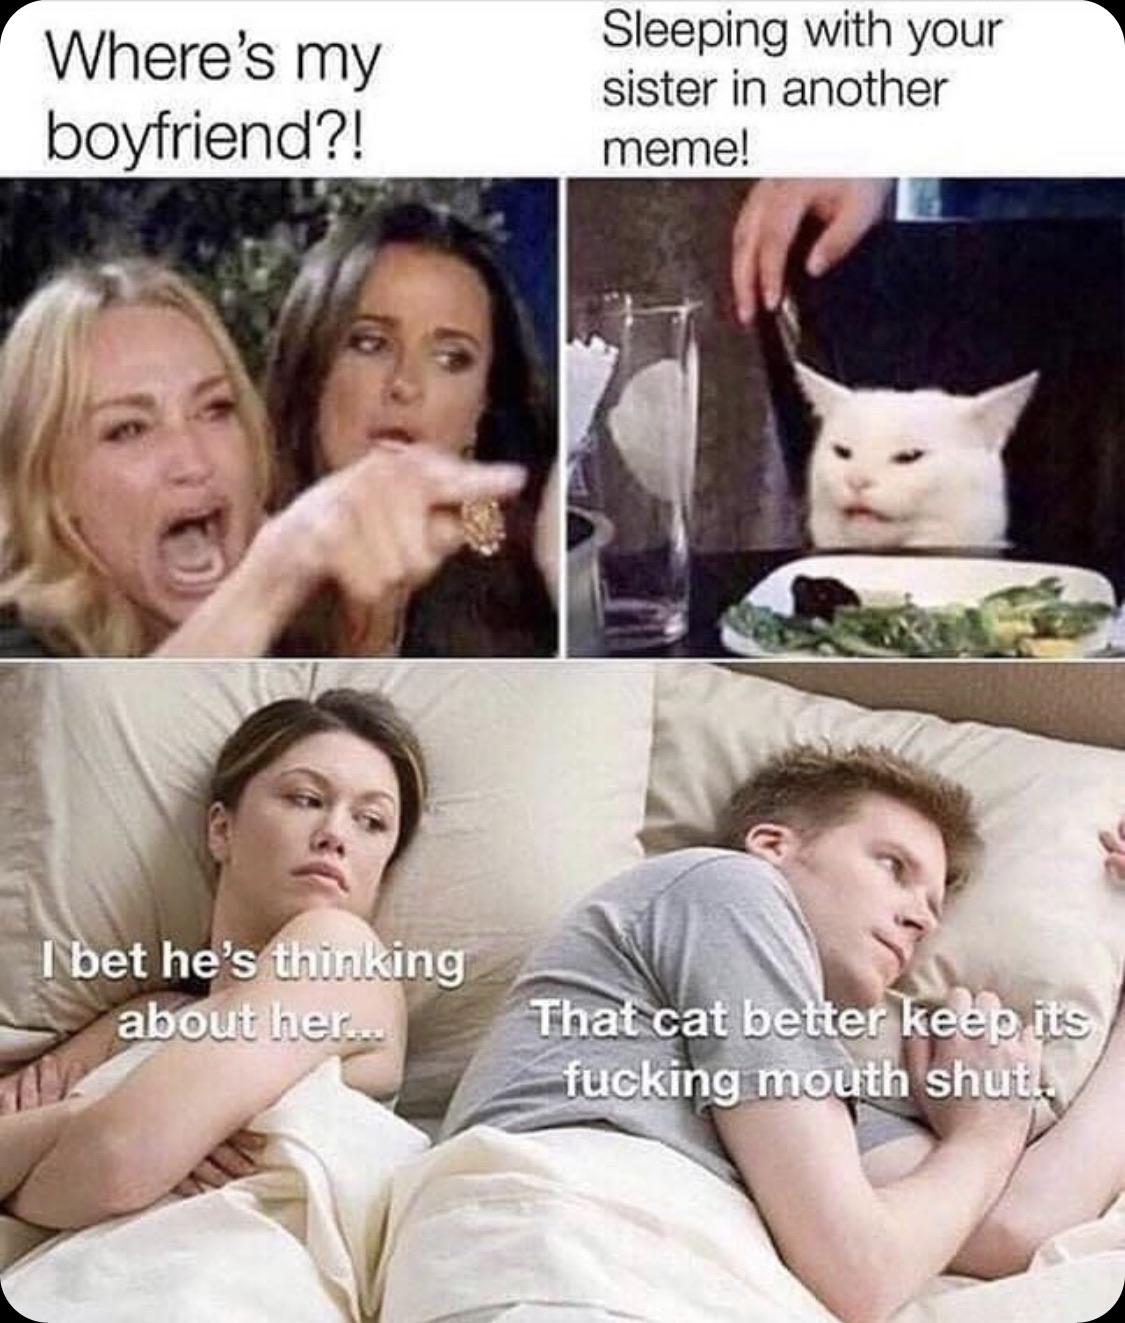 Where's my
boyfriend?!
Sleeping with your
sister in another
meme!
I bet he's thinking
about her...
That cat better keep its
fucking mouth shut..